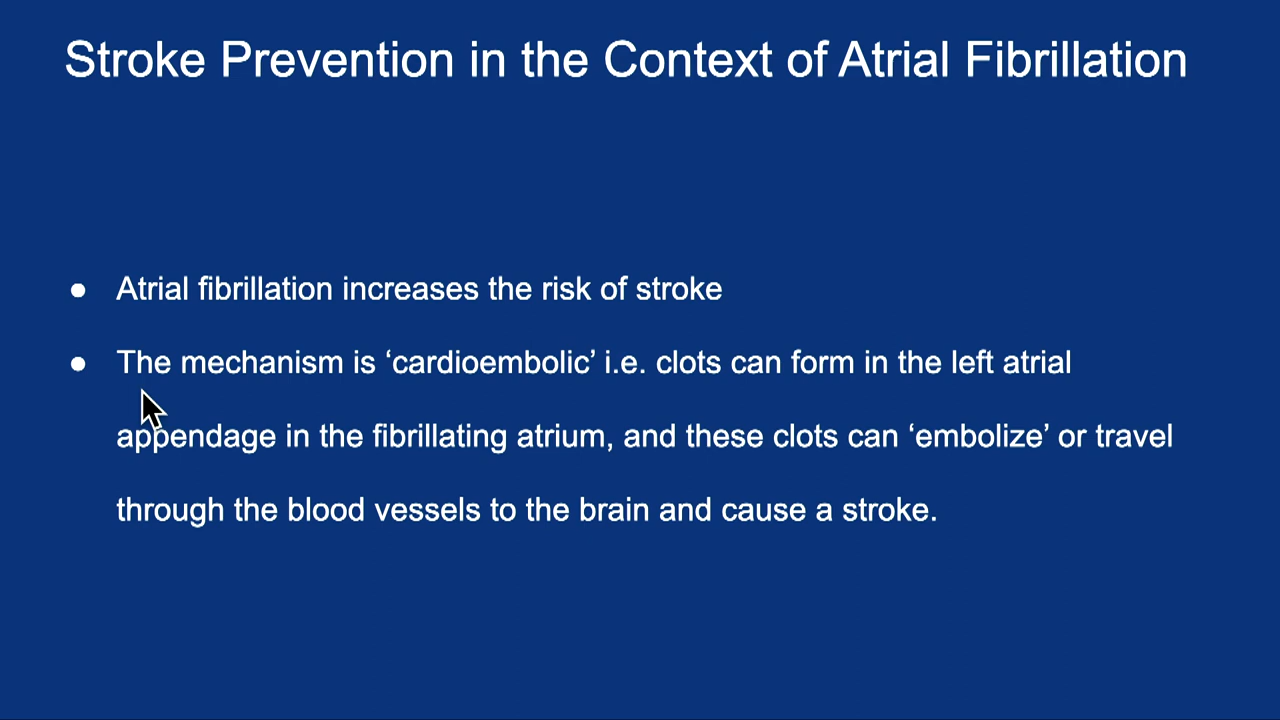 Stroke Prevention in the Context of Atrial Fibrillation
● Atrial fibrillation increases the risk of stroke
● The mechanism is ‘cardioembolic’ i.e. clots can form in the left atrial
appendage in the fibrillating atrium, and these clots can ‘embolize’ or travel
through the blood vessels to the brain and cause a stroke.